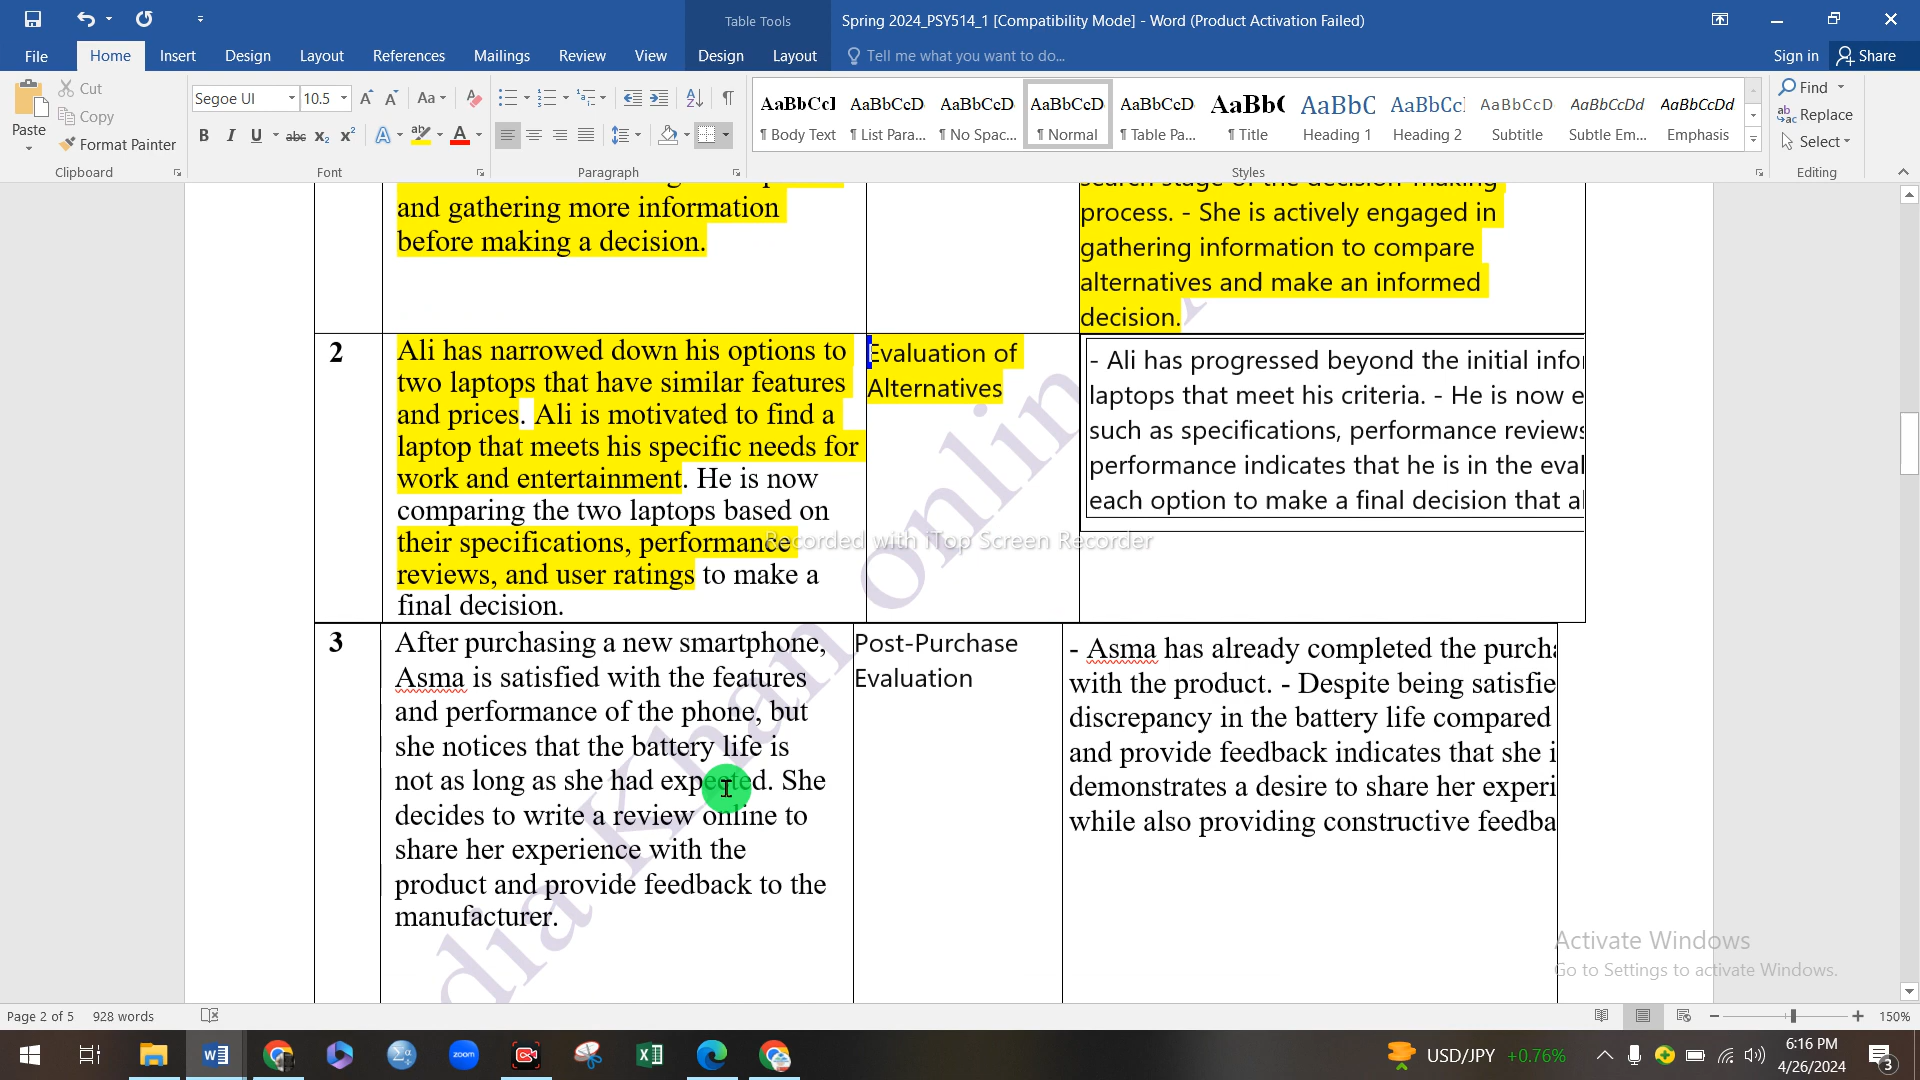 Table Tools
Spring 2024_PSY514_1 [Compatibility Mode] - Word (Product Activation Failed)
File Home Insert Design Layout References Mailings Review View Design Layout Tell me what you want to do... Sign in Share
Paste Cut
Copy
Format Painter
Segoe UI 10.5
AaBbCcI AaBbCcD AaBbCcD AaBbCcD AaBbCcD AaBb( AaBbC AaBbCcI AaBbCcD AaBbCcDd AaBbCcDd
¶ Body Text ¶ List Para... ¶ No Spac... ¶ Normal ¶ Table Pa... ¶ Title Heading 1 Heading 2 Subtitle Subtle Em... Emphasis
Find
Replace
Select
Clipboard Font Paragraph Styles Editing
and gathering more information
before making a decision.
search stage of the decision-making
process. - She is actively engaged in
gathering information to compare
alternatives and make an informed
decision.
2
Ali has narrowed down his options to
two laptops that have similar features
and prices. Ali is motivated to find a
laptop that meets his specific needs for
work and entertainment. He is now
comparing the two laptops based on
their specifications, performance
reviews, and user ratings to make a
final decision.
Evaluation of
Alternatives
- Ali has progressed beyond the initial infor
laptops that meet his criteria. - He is now e
such as specifications, performance reviews
performance indicates that he is in the eval
each option to make a final decision that al
Recorded with iTop Screen Recorder
3
After purchasing a new smartphone,
Asma is satisfied with the features
and performance of the phone, but
she notices that the battery life is
not as long as she had expected. She
decides to write a review online to
share her experience with the
product and provide feedback to the
manufacturer.
Post-Purchase
Evaluation
- Asma has already completed the purcha
with the product. - Despite being satisfie
discrepancy in the battery life compared
and provide feedback indicates that she i
demonstrates a desire to share her experi
while also providing constructive feedba
dia Khan onlin
Activate Windows
Go to Settings to activate Windows.
Page 2 of 5 928 words
150%
zoom
USD/JPY +0.76%
6:16 PM
4/26/2024
3